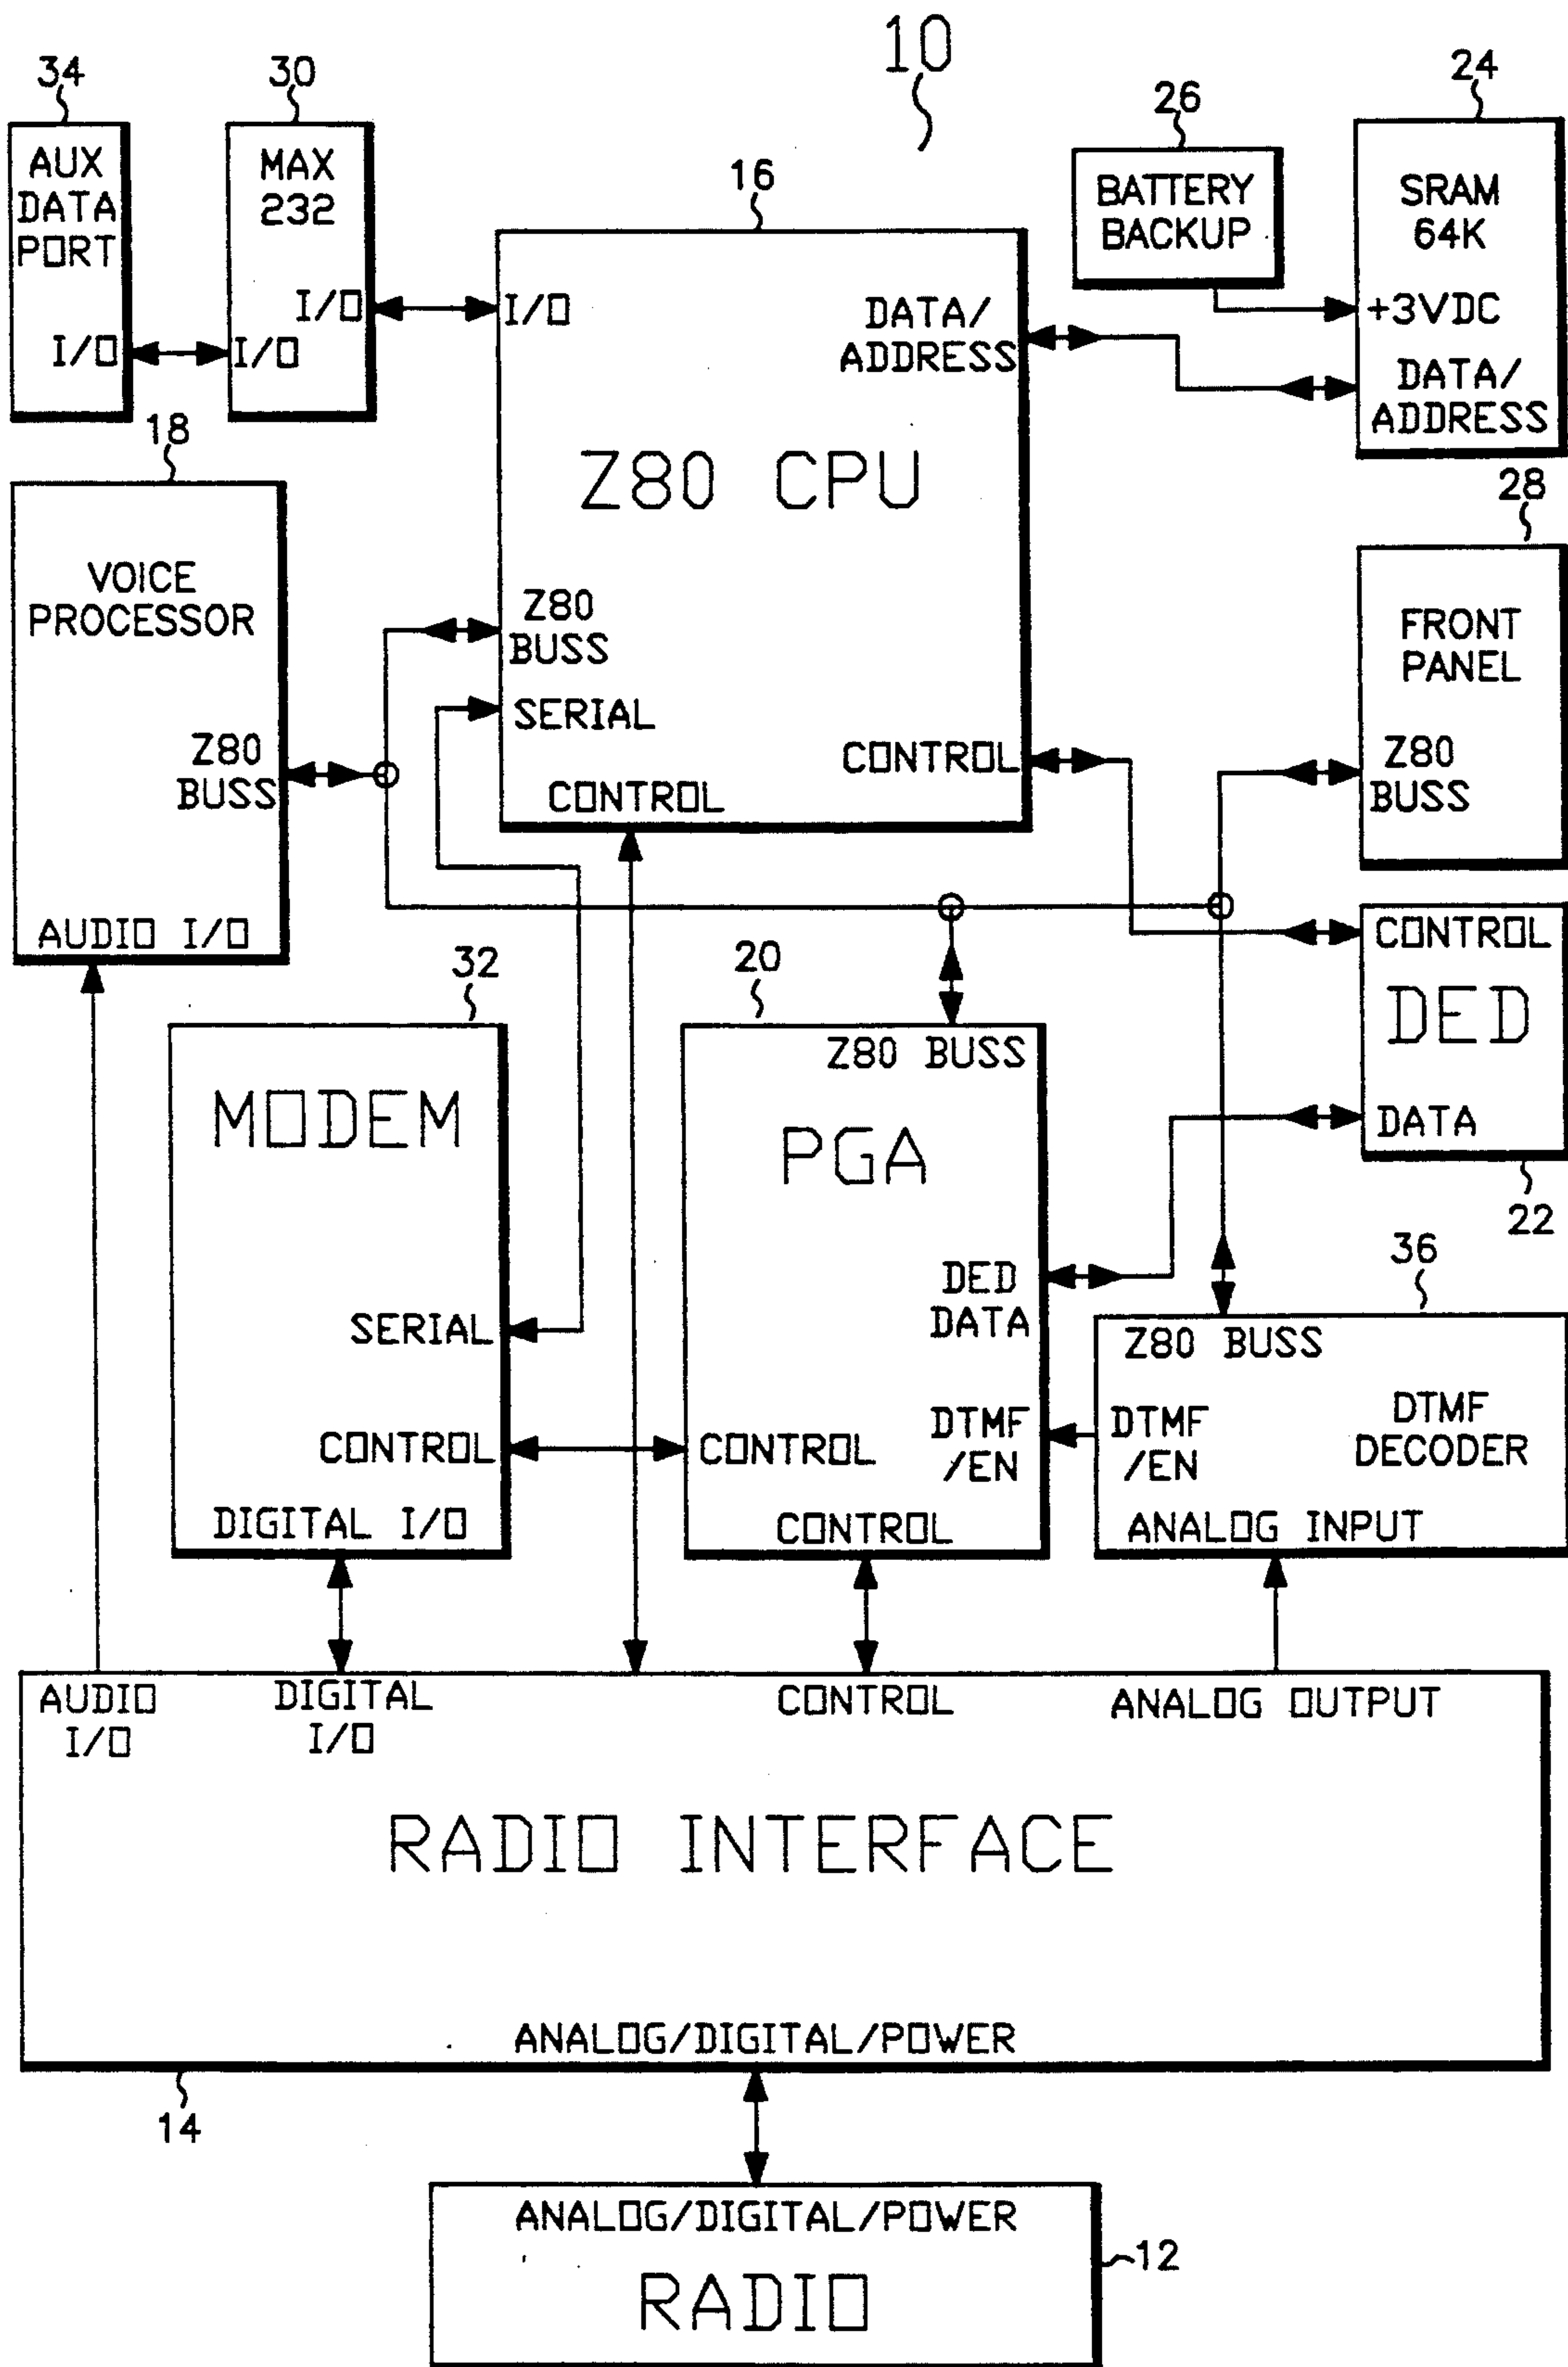 10
34
30
26
24
AUX
DATA
PORT
I/O
MAX
232
I/O
I/O
16
BATTERY
BACKUP
SRAM
64K
+3VDC
DATA/
ADDRESS
I/O
DATA/
ADDRESS
Z80 CPU
Z80
BUSS
SERIAL
CONTROL
CONTROL
18
VOICE
PROCESSOR
Z80
BUSS
AUDIO I/O
28
FRONT
PANEL
Z80
BUSS
CONTROL
DED
DATA
22
32
MODEM
SERIAL
CONTROL
DIGITAL I/O
20
Z80 BUSS
PGA
DED
DATA
DTMF
/EN
CONTROL
CONTROL
36
Z80 BUSS
DTMF
/EN
DTMF
DECODER
ANALOG INPUT
AUDIO
I/O
DIGITAL
I/O
CONTROL
ANALOG OUTPUT
RADIO INTERFACE
ANALOG/DIGITAL/POWER
14
ANALOG/DIGITAL/POWER
RADIO
12